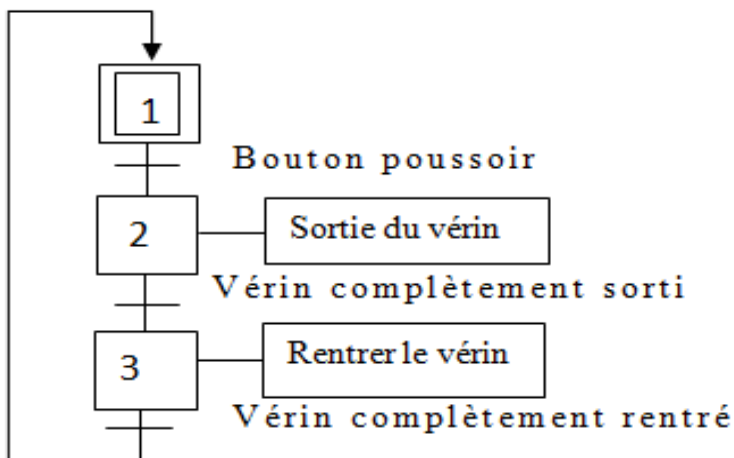 1
Bouton poussoir
2
Sortie du vérin
Vérin complètement sorti
3
Rentrer le vérin
Vérin complètement rentré